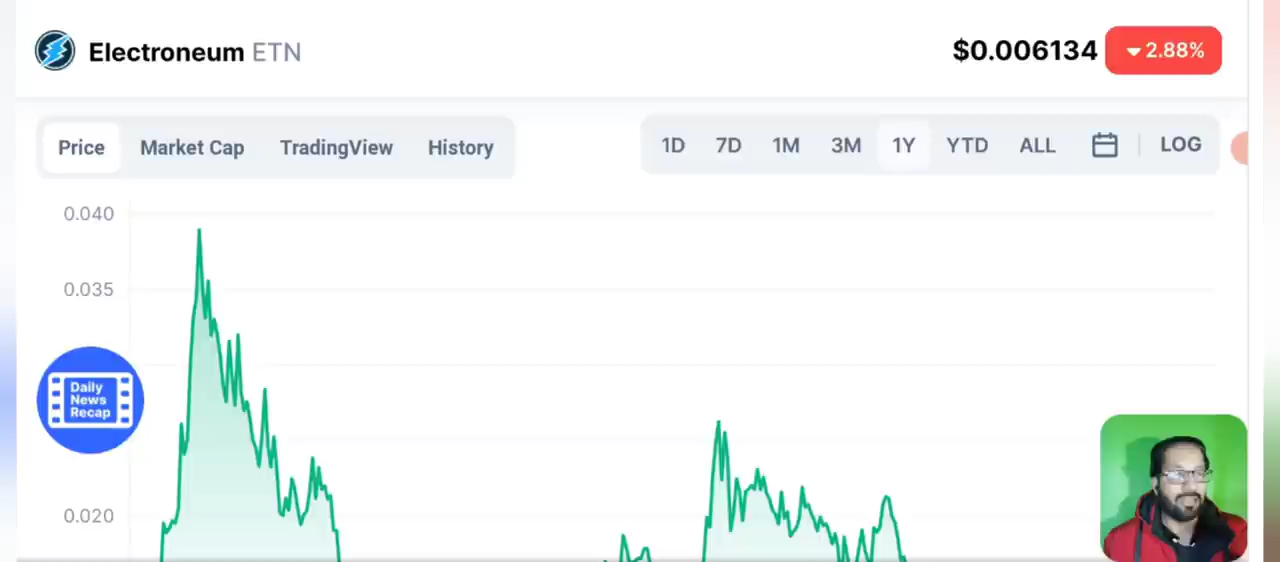 Electroneum ETN
$0.006134 2.88%
Price Market Cap TradingView History
1D 7D 1M 3M 1Y YTD ALL LOG
0.040
0.035
Daily
News
Recap
0.020